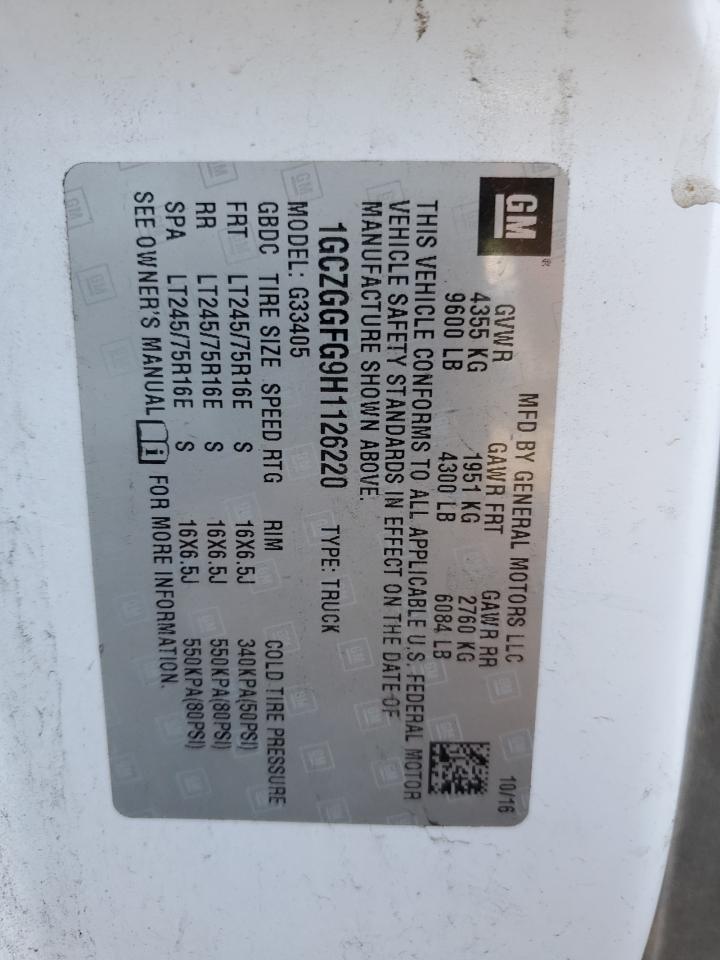 GM®
MFD BY GENERAL MOTORS LLC 10/16
GVWR GAWR FRT GAWR RR
4355 KG 1951 KG 2760 KG
9600 LB 4300 LB 6084 LB
THIS VEHICLE CONFORMS TO ALL APPLICABLE U.S. FEDERAL MOTOR
VEHICLE SAFETY STANDARDS IN EFFECT ON THE DATE OF
MANUFACTURE SHOWN ABOVE.
1GCZGGFG9H1126220 TYPE: TRUCK
MODEL: G33405
GBDC TIRE SIZE SPEED RTG RIM COLD TIRE PRESSURE
FRT LT245/75R16E S 16X6.5J 340KPA(50PSI)
RR LT245/75R16E S 16X6.5J 550KPA(80PSI)
SPA LT245/75R16E S 16X6.5J 550KPA(80PSI)
SEE OWNER'S MANUAL i FOR MORE INFORMATION.